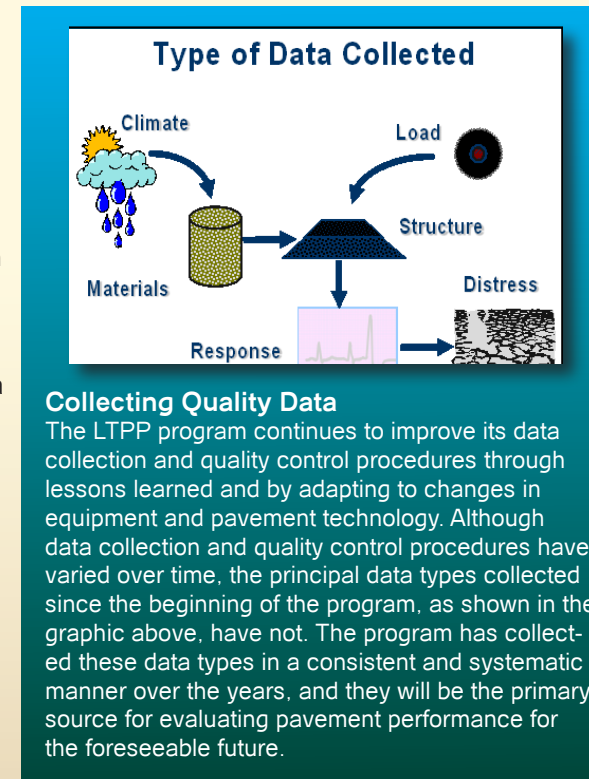 Type of Data Collected
Climate
Load
Structure
Materials
Distress
Response
Collecting Quality Data
The LTPP program continues to improve its data
collection and quality control procedures through
lessons learned and by adapting to changes in
equipment and pavement technology. Although
data collection and quality control procedures have
varied over time, the principal data types collected
since the beginning of the program, as shown in the
graphic above, have not. The program has collect-
ed these data types in a consistent and systematic
manner over the years, and they will be the primary
source for evaluating pavement performance for
the foreseeable future.